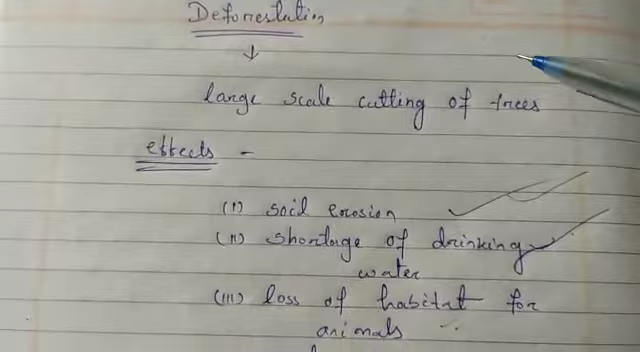 Deforestation
↓
large scale cutting of trees
effects -
(i) soil erosion
(ii) shortage of drinking
water
(iii) loss of habitat for
animals